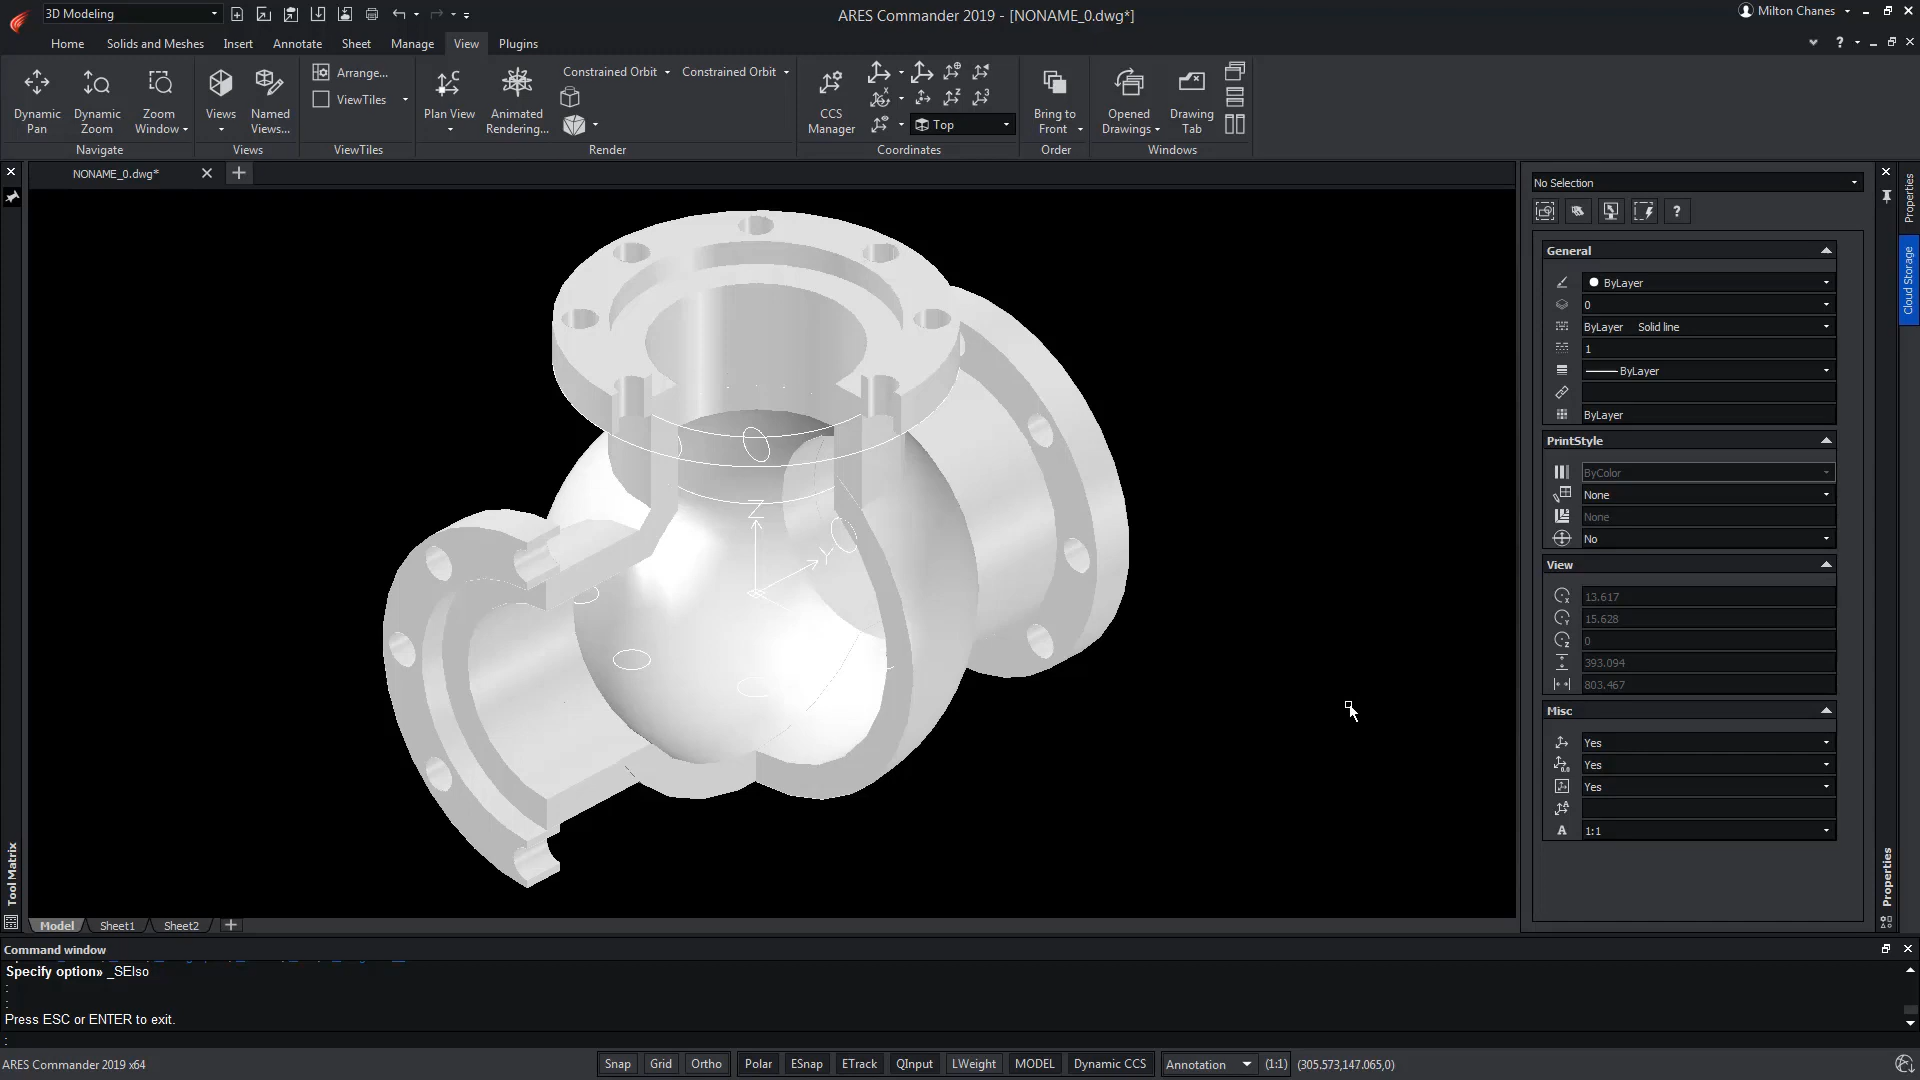 3D Modeling
ARES Commander 2019 - [NONAME_0.dwg*]
Milton Chanes
Home Solids and Meshes Insert Annotate Sheet Manage View Plugins
?
Dynamic Pan
Dynamic Zoom
Zoom Window
Navigate
Views
Named Views...
Views
Arrange...
ViewTiles
ViewTiles
Plan View
Animated Rendering...
Constrained Orbit
Constrained Orbit
Render
CCS Manager
Top
Coordinates
Bring to Front
Order
Opened Drawings
Drawing Tab
Windows
NONAME_0.dwg*
Z
Y
Tool Matrix
No Selection
?
General
ByLayer
0
ByLayer Solid line
1
ByLayer
ByLayer
PrintStyle
ByColor
None
None
No
View
13.617
15.628
0
393.094
803.467
Misc
Yes
Yes
Yes
1:1
Properties
Properties
Cloud Storage
Model Sheet1 Sheet2
Command window
Specify option» _SEIso
:
:
Press ESC or ENTER to exit.
:
ARES Commander 2019 x64
Snap Grid Ortho Polar ESnap ETrack QInput LWeight MODEL Dynamic CCS Annotation (1:1) (305.573,147.065,0)